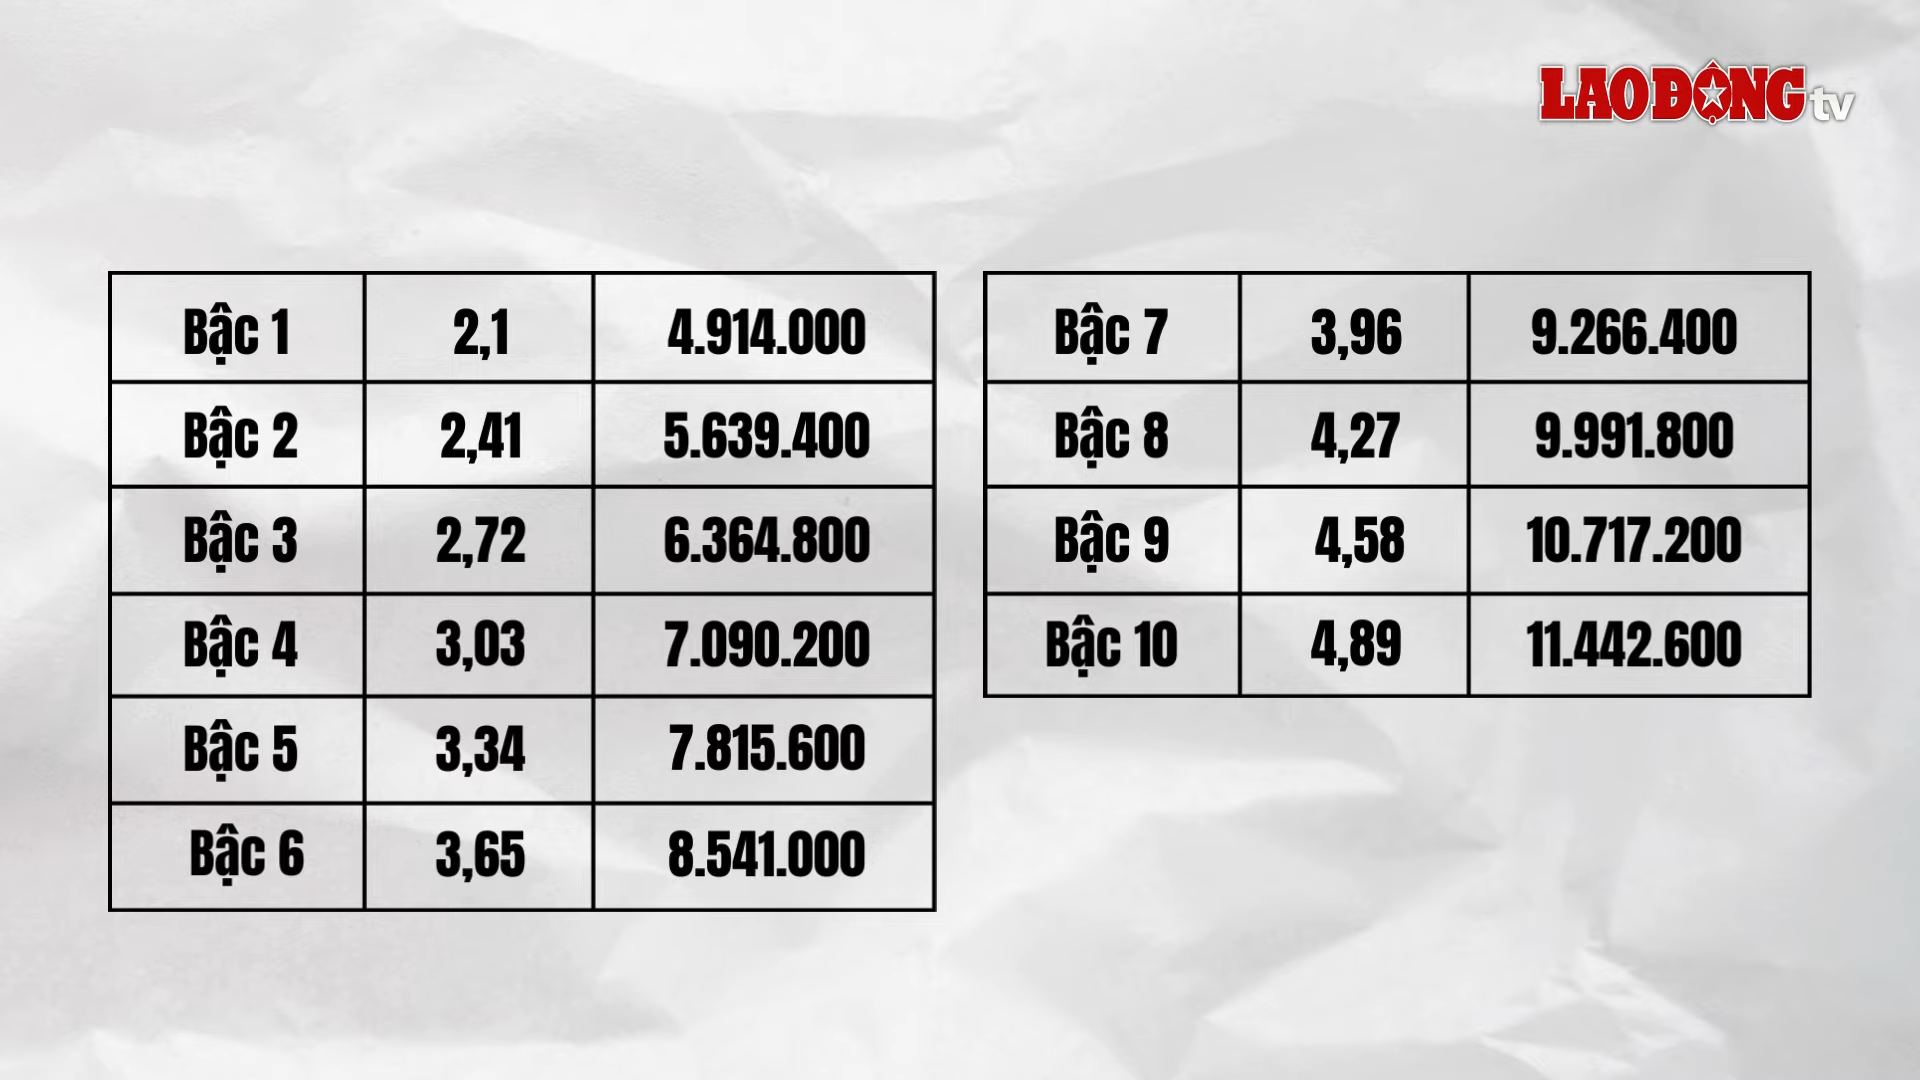 LAO ĐỘNG tv
Bậc 1 2,1 4.914.000
Bậc 2 2,41 5.639.400
Bậc 3 2,72 6.364.800
Bậc 4 3,03 7.090.200
Bậc 5 3,34 7.815.600
Bậc 6 3,65 8.541.000
Bậc 7 3,96 9.266.400
Bậc 8 4,27 9.991.800
Bậc 9 4,58 10.717.200
Bậc 10 4,89 11.442.600